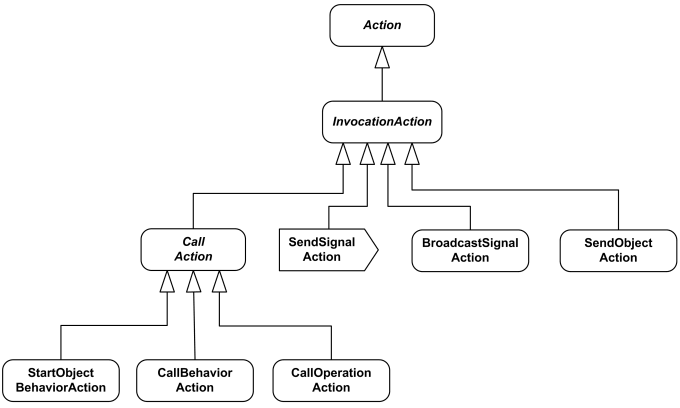 Action
InvocationAction
Call
Action
SendSignal
Action
BroadcastSignal
Action
SendObject
Action
StartObject
BehaviorAction
CallBehavior
Action
CallOperation
Action